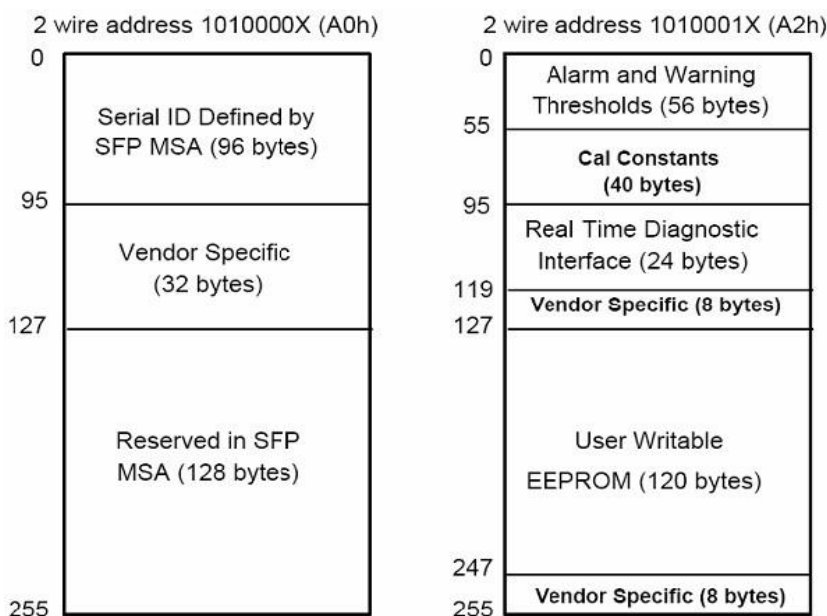 2 wire address 1010000X (A0h)
0
Serial ID Defined by
SFP MSA (96 bytes)
95
Vendor Specific
(32 bytes)
127
Reserved in SFP
MSA (128 bytes)
255
2 wire address 1010001X (A2h)
0
Alarm and Warning
Thresholds (56 bytes)
55
Cal Constants
(40 bytes)
95
Real Time Diagnostic
Interface (24 bytes)
119
Vendor Specific (8 bytes)
127
User Writable
EEPROM (120 bytes)
247
Vendor Specific (8 bytes)
255